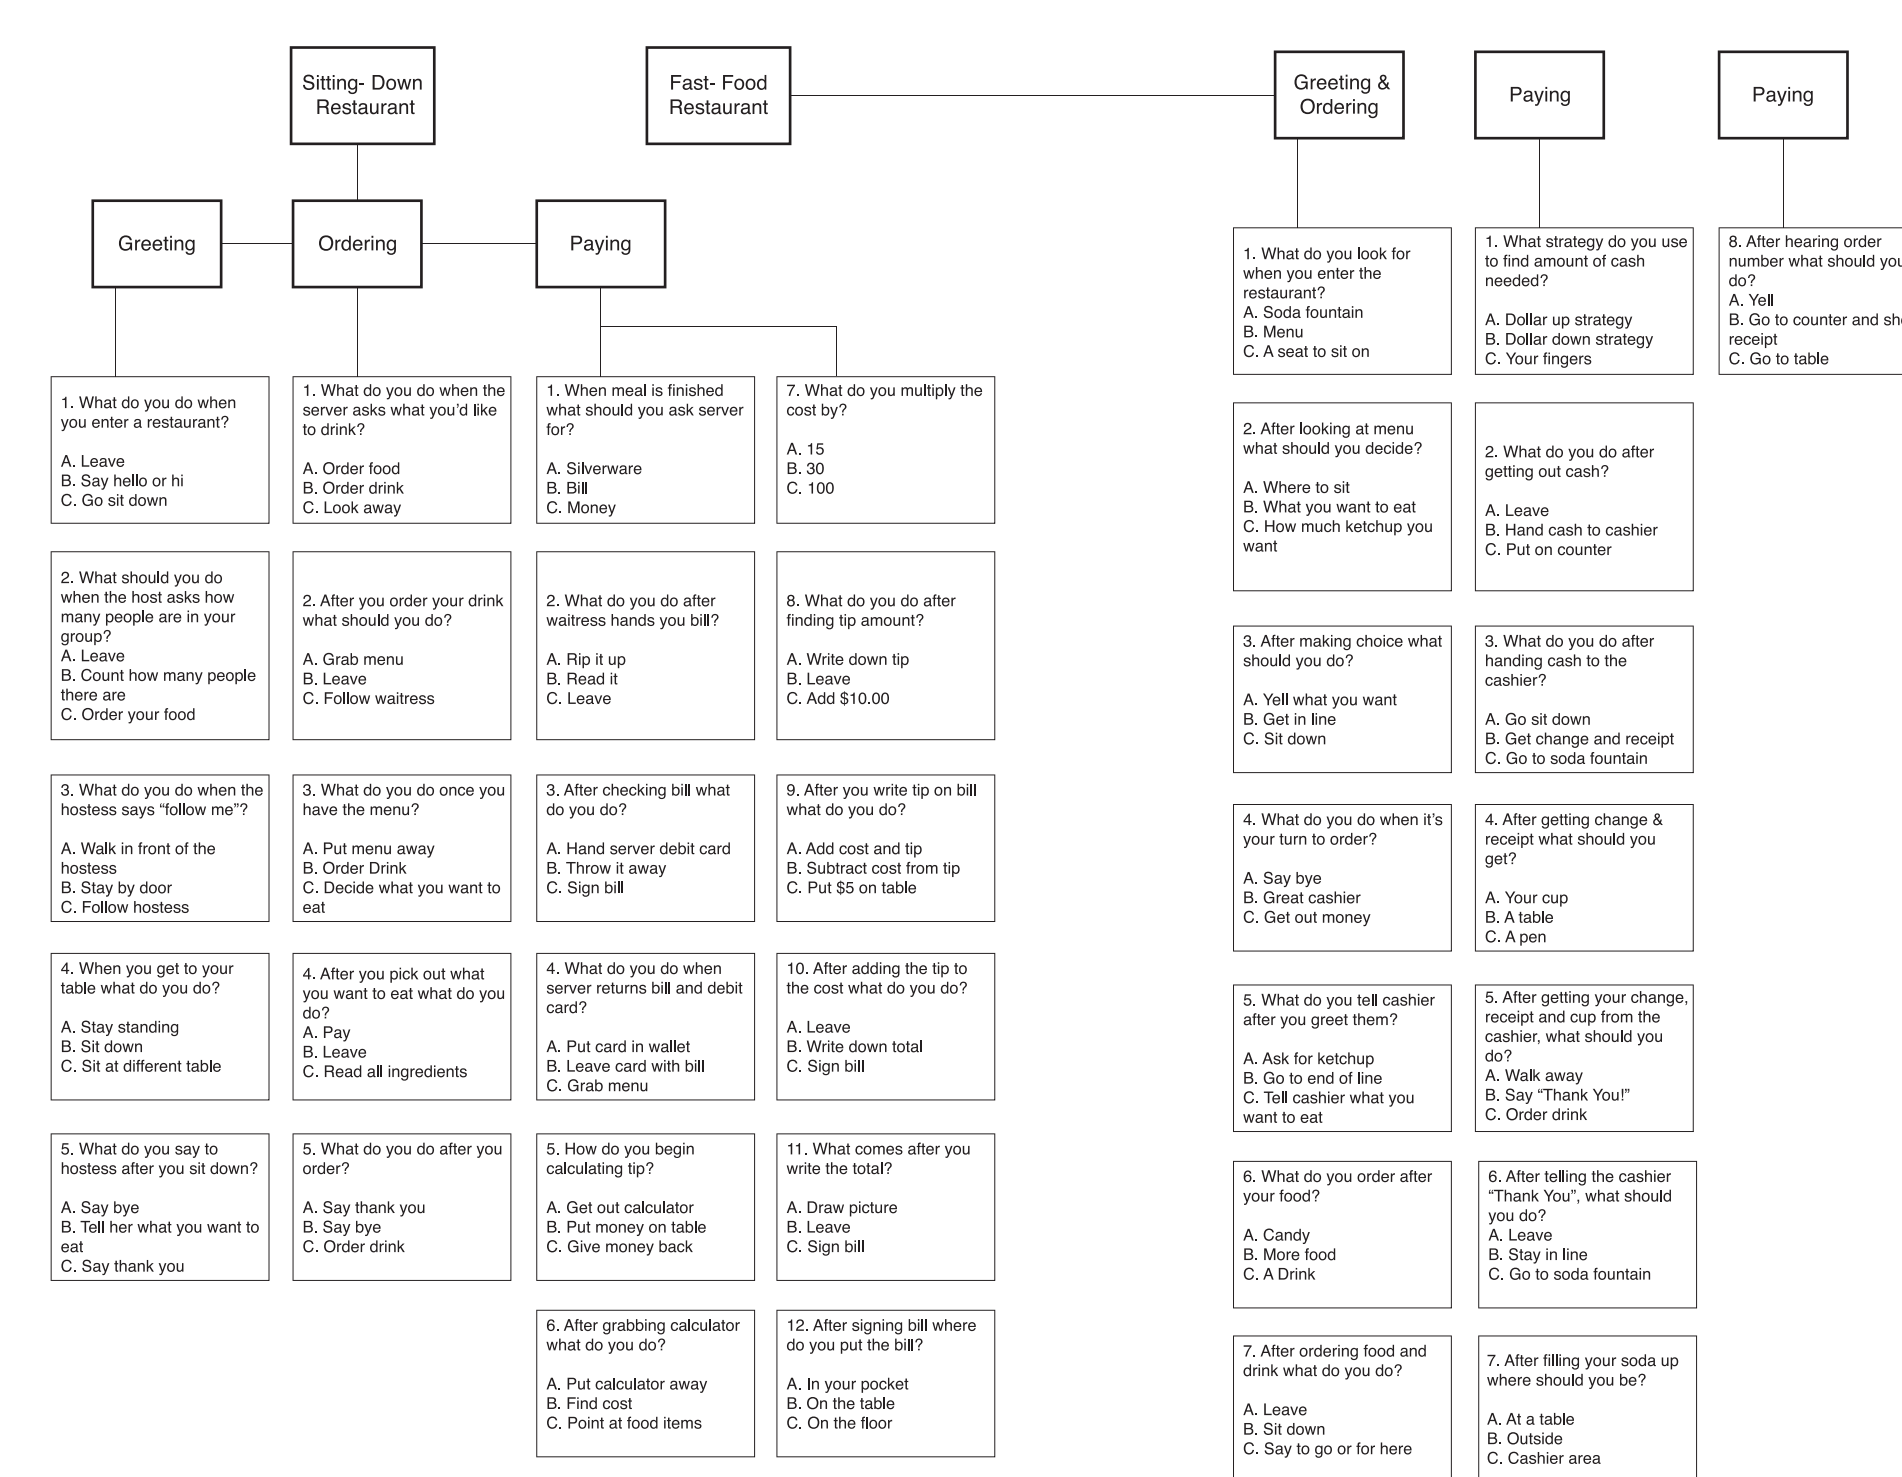 Sitting- Down
Restaurant
Fast- Food
Restaurant
Greeting &
Ordering
Paying
Paying
Greeting
Ordering
Paying
1. What do you do when
you enter a restaurant?
A. Leave
B. Say hello or hi
C. Go sit down
2. What should you do
when the host asks how
many people are in your
group?
A. Leave
B. Count how many people
there are
C. Order your food
3. What do you do when the
hostess says “follow me”?
A. Walk in front of the
hostess
B. Stay by door
C. Follow hostess
4. When you get to your
table what do you do?
A. Stay standing
B. Sit down
C. Sit at different table
5. What do you say to
hostess after you sit down?
A. Say bye
B. Tell her what you want to
eat
C. Say thank you
1. What do you do when the
server asks what you’d like
to drink?
A. Order food
B. Order drink
C. Look away
2. After you order your drink
what should you do?
A. Grab menu
B. Leave
C. Follow waitress
3. What do you do once you
have the menu?
A. Put menu away
B. Order Drink
C. Decide what you want to
eat
4. After you pick out what
you want to eat what do you
do?
A. Pay
B. Leave
C. Read all ingredients
5. What do you do after you
order?
A. Say thank you
B. Say bye
C. Order drink
1. When meal is finished
what should you ask server
for?
A. Silverware
B. Bill
C. Money
2. What do you do after
waitress hands you bill?
A. Rip it up
B. Read it
C. Leave
3. After checking bill what
do you do?
A. Hand server debit card
B. Throw it away
C. Sign bill
4. What do you do when
server returns bill and debit
card?
A. Put card in wallet
B. Leave card with bill
C. Grab menu
5. How do you begin
calculating tip?
A. Get out calculator
B. Put money on table
C. Give money back
6. After grabbing calculator
what do you do?
A. Put calculator away
B. Find cost
C. Point at food items
7. What do you multiply the
cost by?
A. 15
B. 30
C. 100
8. What do you do after
finding tip amount?
A. Write down tip
B. Leave
C. Add $10.00
9. After you write tip on bill
what do you do?
A. Add cost and tip
B. Subtract cost from tip
C. Put $5 on table
10. After adding the tip to
the cost what do you do?
A. Leave
B. Write down total
C. Sign bill
11. What comes after you
write the total?
A. Draw picture
B. Leave
C. Sign bill
12. After signing bill where
do you put the bill?
A. In your pocket
B. On the table
C. On the floor
1. What do you look for
when you enter the
restaurant?
A. Soda fountain
B. Menu
C. A seat to sit on
2. After looking at menu
what should you decide?
A. Where to sit
B. What you want to eat
C. How much ketchup you
want
3. After making choice what
should you do?
A. Yell what you want
B. Get in line
C. Sit down
4. What do you do when it’s
your turn to order?
A. Say bye
B. Great cashier
C. Get out money
5. What do you tell cashier
after you greet them?
A. Ask for ketchup
B. Go to end of line
C. Tell cashier what you
want to eat
6. What do you order after
your food?
A. Candy
B. More food
C. A Drink
7. After ordering food and
drink what do you do?
A. Leave
B. Sit down
C. Say to go or for here
1. What strategy do you use
to find amount of cash
needed?
A. Dollar up strategy
B. Dollar down strategy
C. Your fingers
2. What do you do after
getting out cash?
A. Leave
B. Hand cash to cashier
C. Put on counter
3. What do you do after
handing cash to the
cashier?
A. Go sit down
B. Get change and receipt
C. Go to soda fountain
4. After getting change &
receipt what should you
get?
A. Your cup
B. A table
C. A pen
5. After getting your change,
receipt and cup from the
cashier, what should you
do?
A. Walk away
B. Say “Thank You!”
C. Order drink
6. After telling the cashier
“Thank You”, what should
you do?
A. Leave
B. Stay in line
C. Go to soda fountain
7. After filling your soda up
where should you be?
A. At a table
B. Outside
C. Cashier area
8. After hearing order
number what should you
do?
A. Yell
B. Go to counter and
receipt
C. Go to table